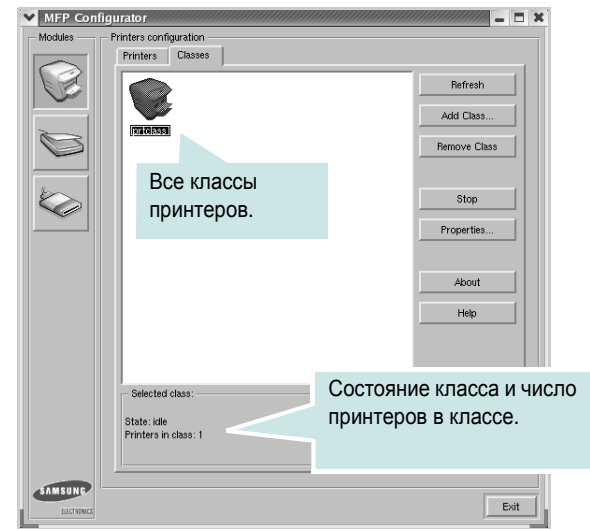 MFP Configurator
Modules
Printers configuration
Printers
Classes
Refresh
Add Class...
Remove Class
Stop
Properties...
About
Help
prtclass
Все классы
принтеров.
Selected class:
State: idle
Printers in class: 1
Состояние класса и число
принтеров в классе.
SAMSUNG
ELECTRONICS
Exit